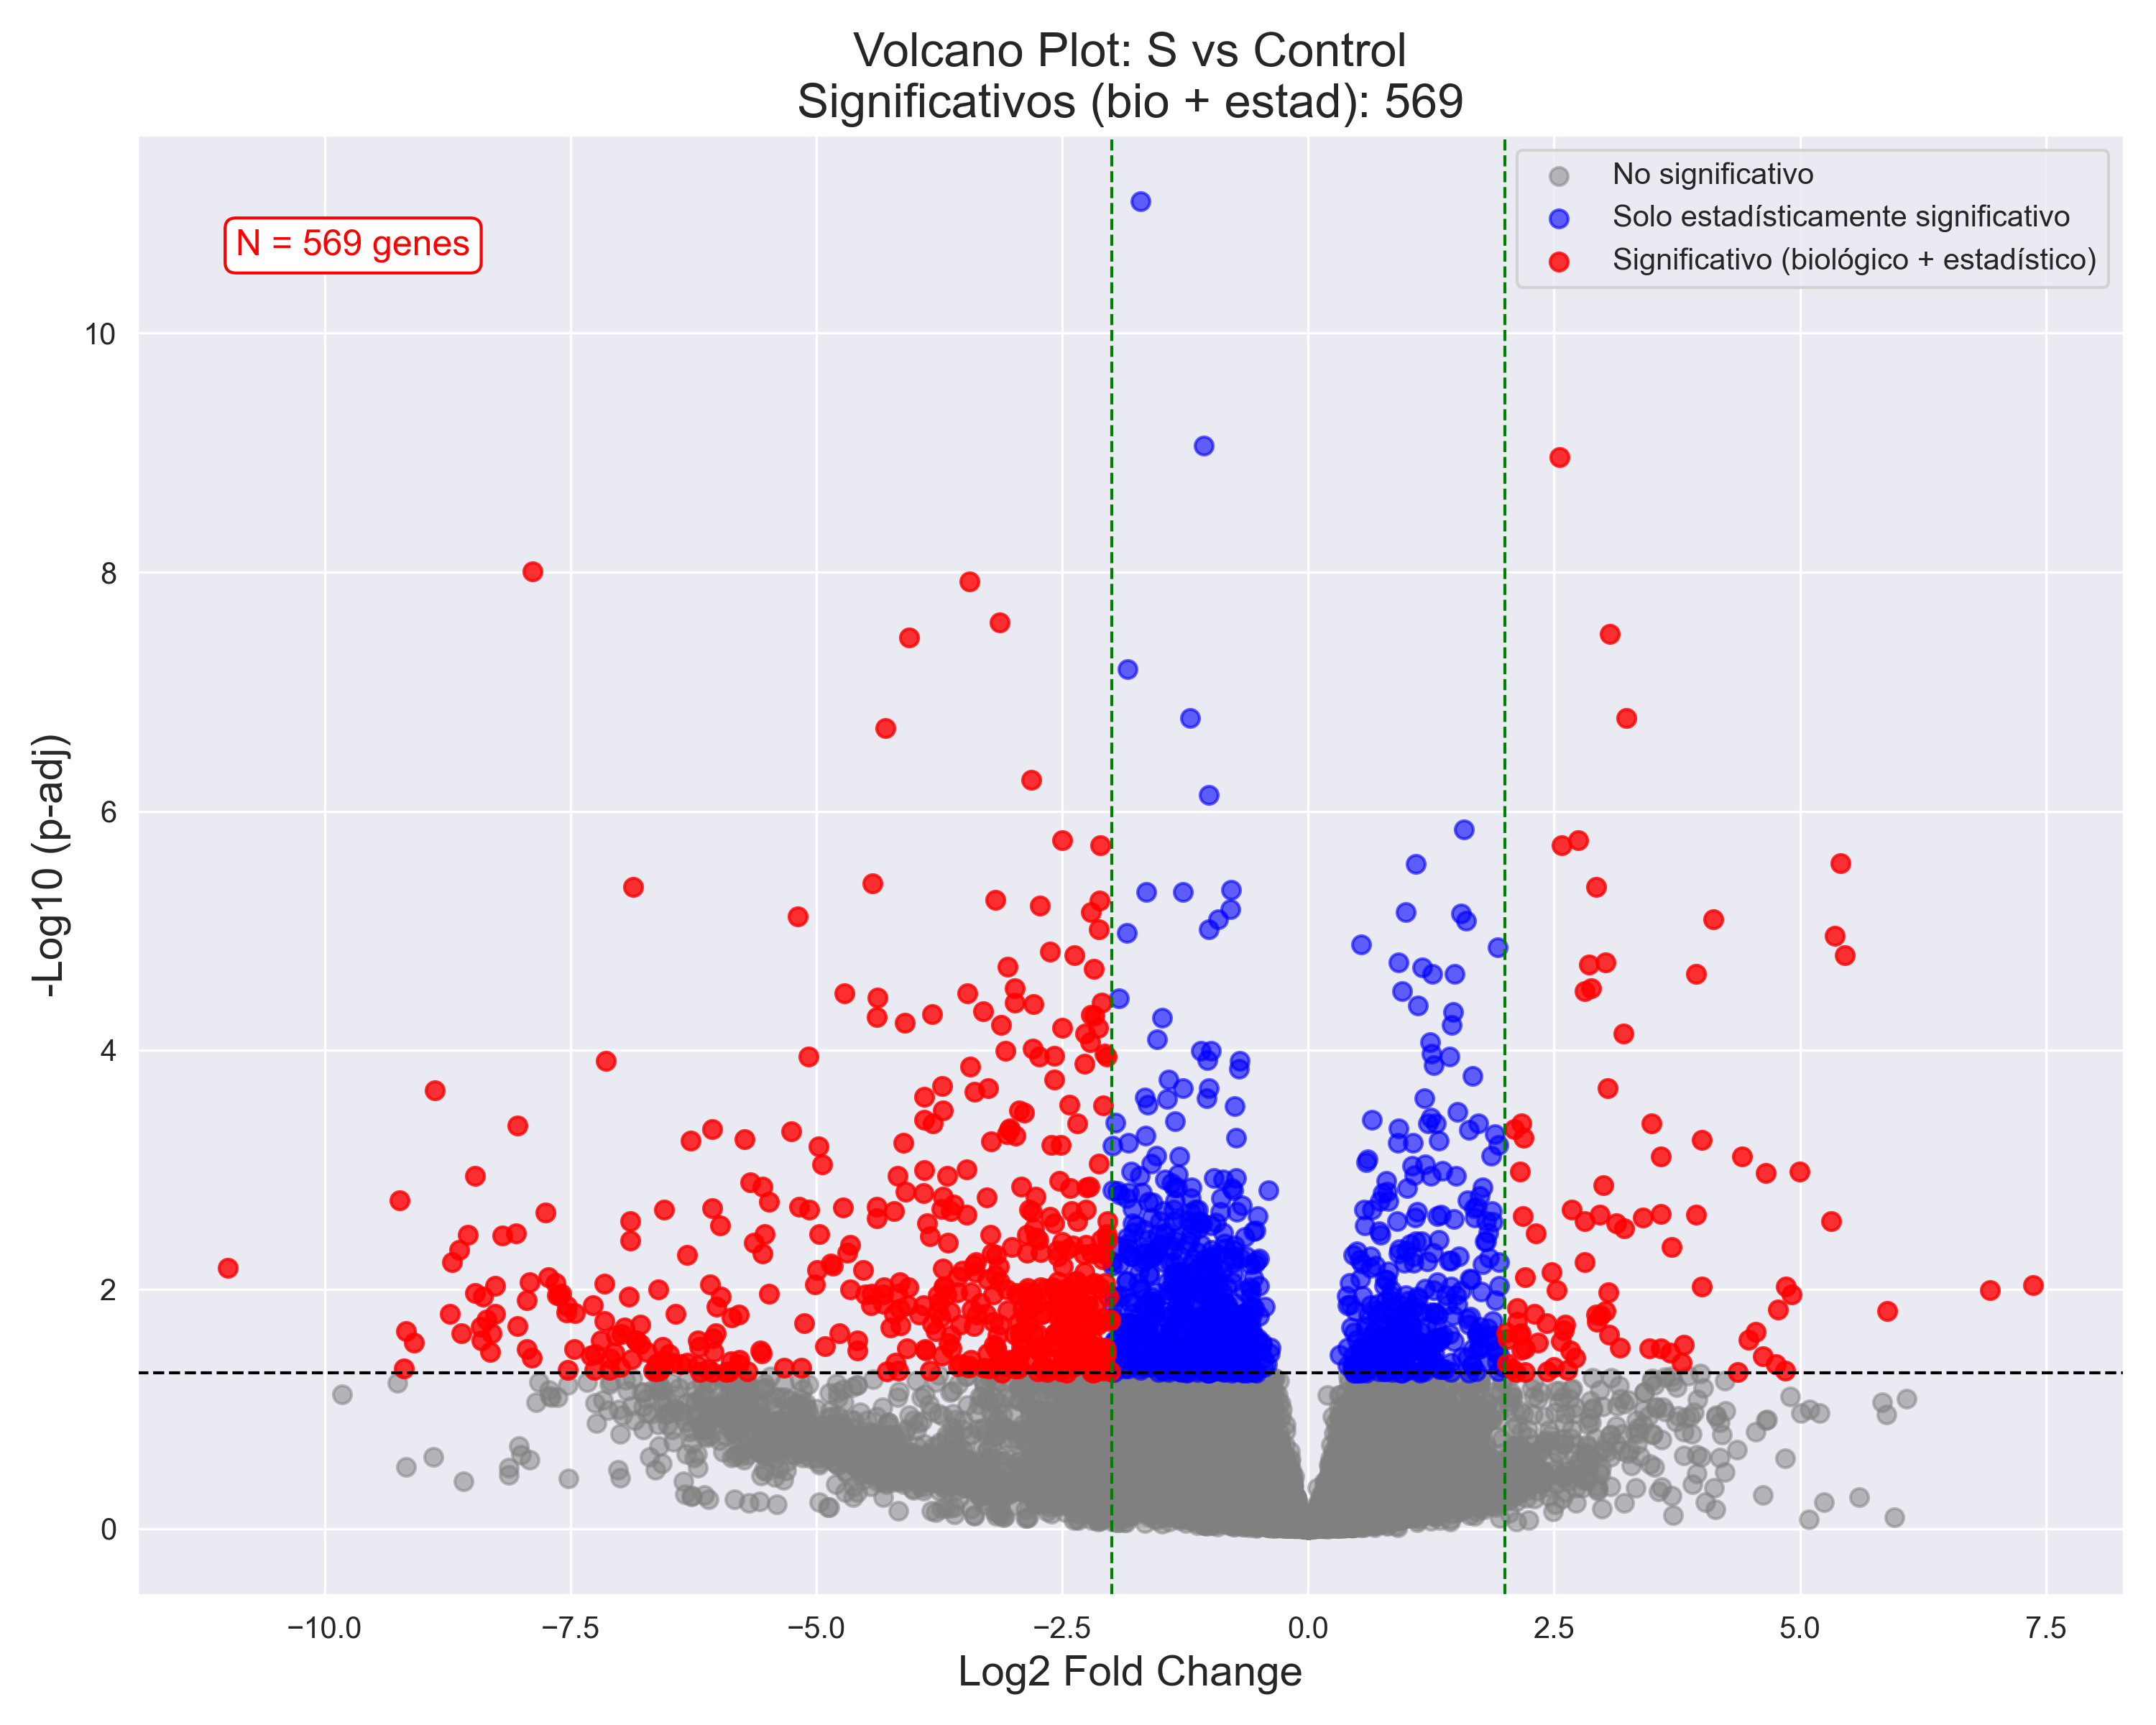 Volcano Plot: S vs Control
Significativos (bio + estad): 569
N = 569 genes
No significativo
Solo estadísticamente significativo
Significativo (biológico + estadístico)
10
8
6
4
2
0
-Log10 (p-adj)
−10.0 −7.5 −5.0 −2.5 0.0 2.5 5.0 7.5
Log2 Fold Change